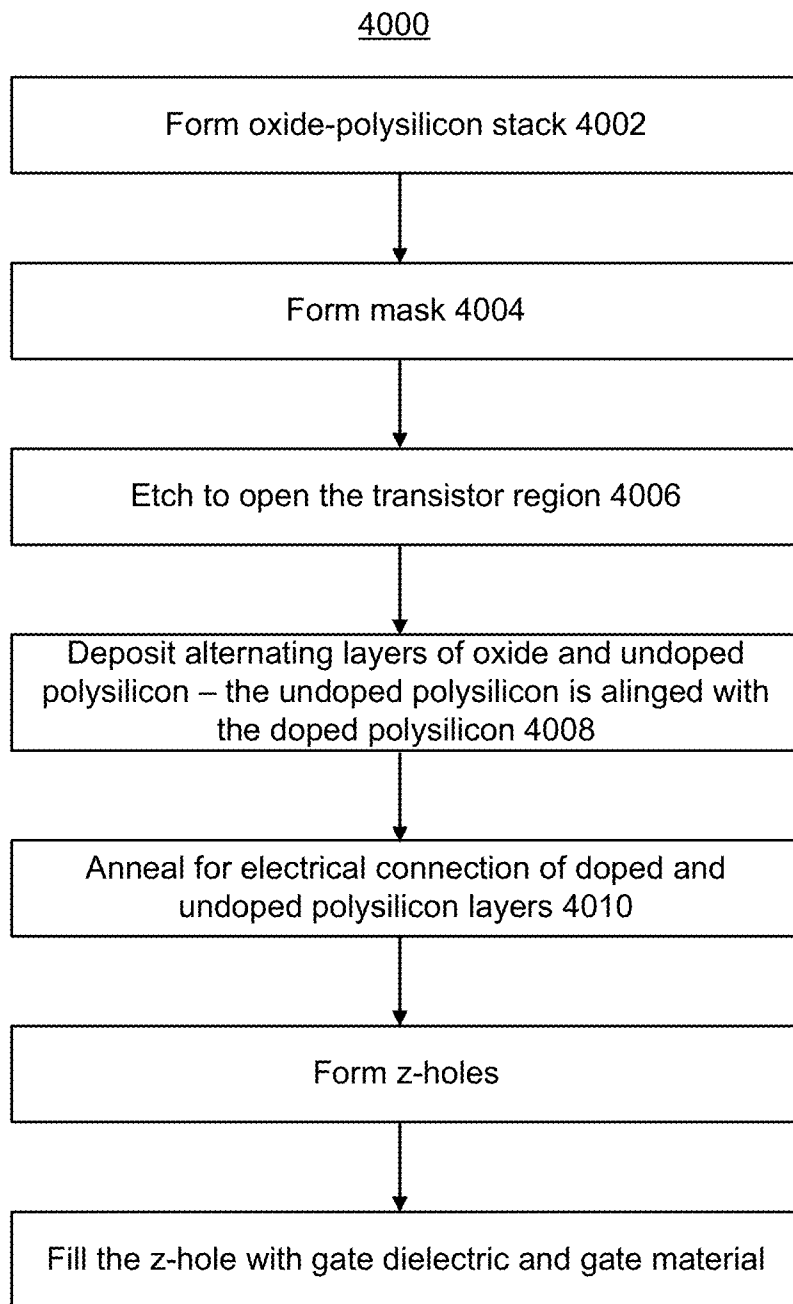 4000
Form oxide-polysilicon stack 4002
Form mask 4004
Etch to open the transistor region 4006
Deposit alternating layers of oxide and undoped
polysilicon – the undoped polysilicon is alinged with
the doped polysilicon 4008
Anneal for electrical connection of doped and
undoped polysilicon layers 4010
Form z-holes
Fill the z-hole with gate dielectric and gate material